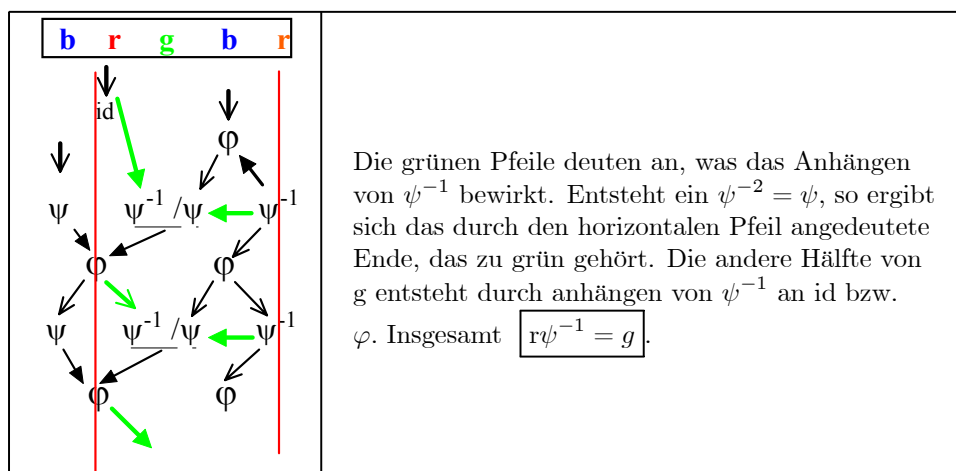 b r g b r
id
φ
ψ ψ⁻¹ /ψ ψ⁻¹
φ φ
ψ ψ⁻¹ /ψ ψ⁻¹
φ φ
Die grünen Pfeile deuten an, was das Anhängen
von ψ⁻¹ bewirkt. Entsteht ein ψ⁻² = ψ, so ergibt
sich das durch den horizontalen Pfeil angedeutete
Ende, das zu grün gehört. Die andere Hälfte von
g entsteht durch anhängen von ψ⁻¹ an id bzw.
φ. Insgesamt rψ⁻¹ = g.